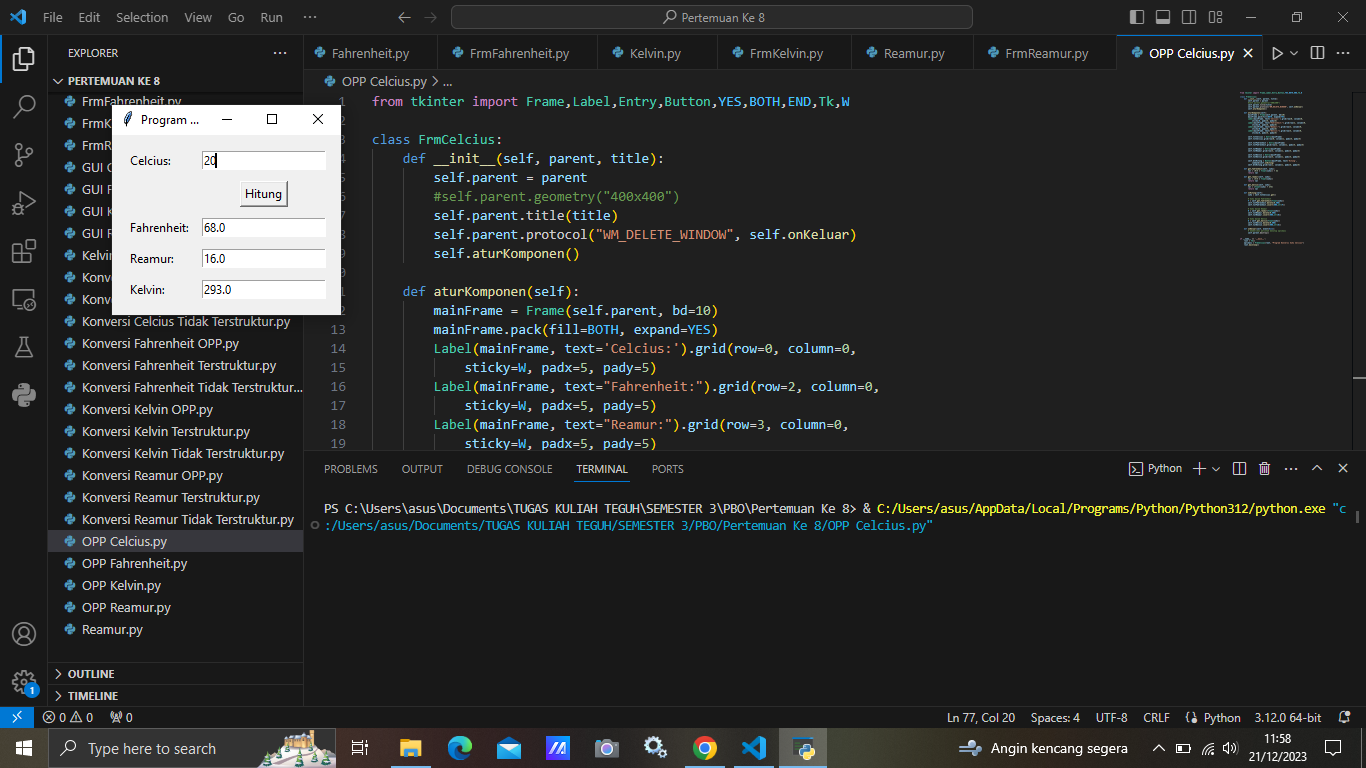 File Edit Selection View Go Run ···
Pertemuan Ke 8
EXPLORER
PERTEMUAN KE 8
FrmFahrenheit.py
FrmK
FrmR
GUI
GUI
GUI
GUI
Kelvin
Konv
Konv
Konversi Celcius Tidak Terstruktur.py
Konversi Fahrenheit OPP.py
Konversi Fahrenheit Terstruktur.py
Konversi Fahrenheit Tidak Terstruktur...
Konversi Kelvin OPP.py
Konversi Kelvin Terstruktur.py
Konversi Kelvin Tidak Terstruktur.py
Konversi Reamur OPP.py
Konversi Reamur Terstruktur.py
Konversi Reamur Tidak Terstruktur.py
OPP Celcius.py
OPP Fahrenheit.py
OPP Kelvin.py
OPP Reamur.py
Reamur.py
OUTLINE
TIMELINE
Program ...
Celcius: 20
Hitung
Fahrenheit: 68.0
Reamur: 16.0
Kelvin: 293.0
Fahrenheit.py FrmFahrenheit.py Kelvin.py FrmKelvin.py Reamur.py FrmReamur.py OPP Celcius.py
OPP Celcius.py > ...
1 from tkinter import Frame,Label,Entry,Button,YES,BOTH,END,Tk,W
3 class FrmCelcius:
4 def __init__(self, parent, title):
5 self.parent = parent
6 #self.parent.geometry("400x400")
7 self.parent.title(title)
8 self.parent.protocol("WM_DELETE_WINDOW", self.onKeluar)
9 self.aturKomponen()
0
1 def aturKomponen(self):
2 mainFrame = Frame(self.parent, bd=10)
13 mainFrame.pack(fill=BOTH, expand=YES)
14 Label(mainFrame, text='Celcius:').grid(row=0, column=0,
15 sticky=W, padx=5, pady=5)
16 Label(mainFrame, text="Fahrenheit:").grid(row=2, column=0,
17 sticky=W, padx=5, pady=5)
18 Label(mainFrame, text="Reamur:").grid(row=3, column=0,
19 sticky=W, padx=5, pady=5)
PROBLEMS OUTPUT DEBUG CONSOLE TERMINAL PORTS
Python
PS C:\Users\asus\Documents\TUGAS KULIAH TEGUH\SEMESTER 3\PBO\Pertemuan Ke 8> & C:/Users/asus/AppData/Local/Programs/Python/Python312/python.exe "c
:/Users/asus/Documents/TUGAS KULIAH TEGUH/SEMESTER 3/PBO/Pertemuan Ke 8/OPP Celcius.py"
1
0 0 0
Ln 77, Col 20 Spaces: 4 UTF-8 CRLF Python 3.12.0 64-bit
Type here to search
Angin kencang segera
11:58
21/12/2023